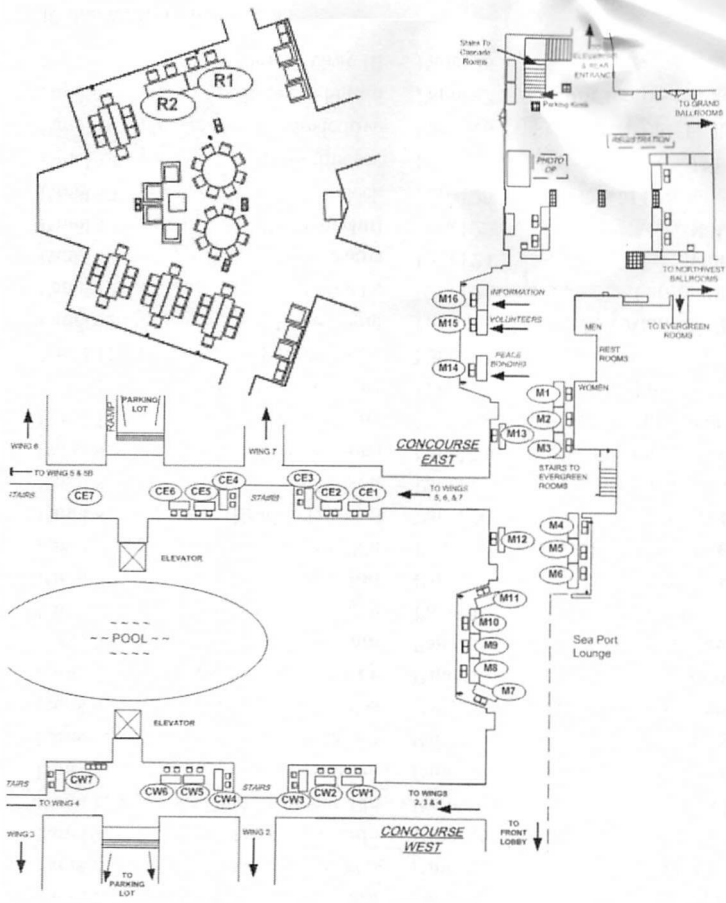 R1
R2
Stairs To
Cascade
Rooms
ELEVATORS
& REAR
ENTRANCE
Parking Kiosk
TO GRAND
BALLROOMS
REGISTRATION
PHOTO
OP
TO NORTHWEST
BALLROOMS
M16
INFORMATION
M15
VOLUNTEERS
MEN
TO EVERGREEN
ROOMS
REST
ROOMS
M14
PEACE
BONDING
WOMEN
M1
M2
M3
M13
RAMP
PARKING
LOT
WING 6
WING 7
CONCOURSE
EAST
STAIRS TO
EVERGREEN
ROOMS
TO WING 5 & 5B
STAIRS
CE7
CE6
CE5
CE4
STAIRS
CE3
CE2
CE1
TO WINGS
5, 6, & 7
ELEVATOR
M4
M5
M6
M12
M11
M10
M9
M8
M7
POOL
Sea Port
Lounge
ELEVATOR
CW7
CW6
CW5
CW4
STAIRS
CW3
CW2
CW1
TO WING 4
TO WINGS
2, 3 & 4
WING 3
WING 2
CONCOURSE
WEST
TO
FRONT
LOBBY
TO
PARKING
LOT